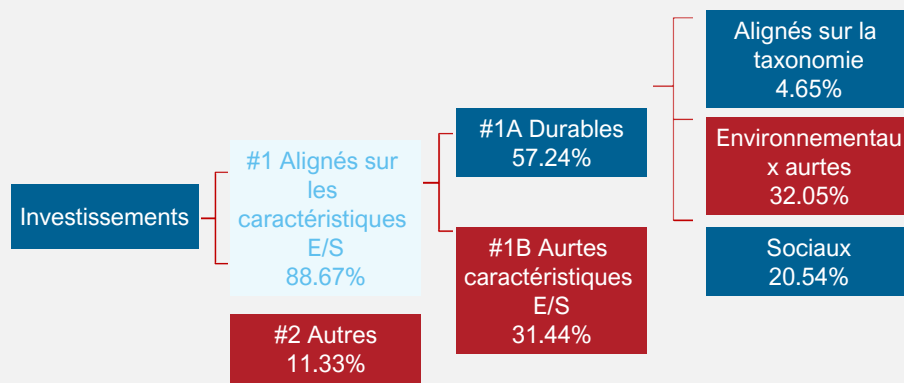 Investissements
#1 Alignés sur
les
caractéristiques
E/S
88.67%
#2 Autres
11.33%
#1A Durables
57.24%
#1B Aurtes
caractéristiques
E/S
31.44%
Alignés sur la
taxonomie
4.65%
Environnementau
x aurtes
32.05%
Sociaux
20.54%